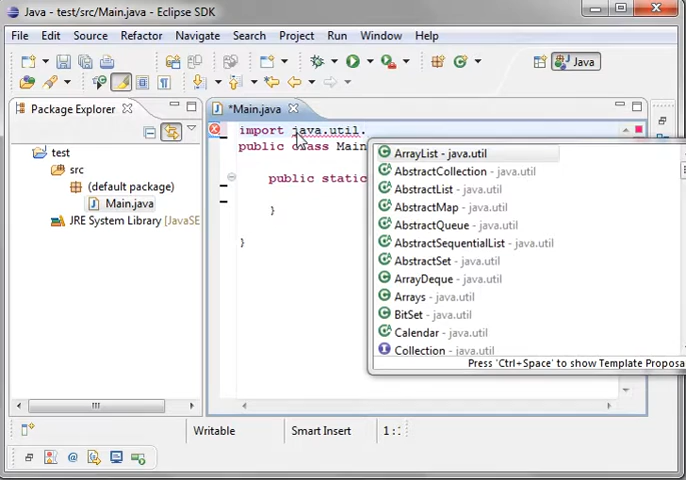 Java - test/src/Main.java - Eclipse SDK
File Edit Source Refactor Navigate Search Project Run Window Help
Java
Package Explorer
*Main.java
test
src
(default package)
Main.java
JRE System Library [JavaSE
import java.util.
public class Main
public static
}
}
ArrayList - java.util
AbstractCollection - java.util
AbstractList - java.util
AbstractMap - java.util
AbstractQueue - java.util
AbstractSequentialList - java.util
AbstractSet - java.util
ArrayDeque - java.util
Arrays - java.util
BitSet - java.util
Calendar - java.util
Collection - java.util
Press 'Ctrl+Space' to show Template Proposa
Writable Smart Insert 1: